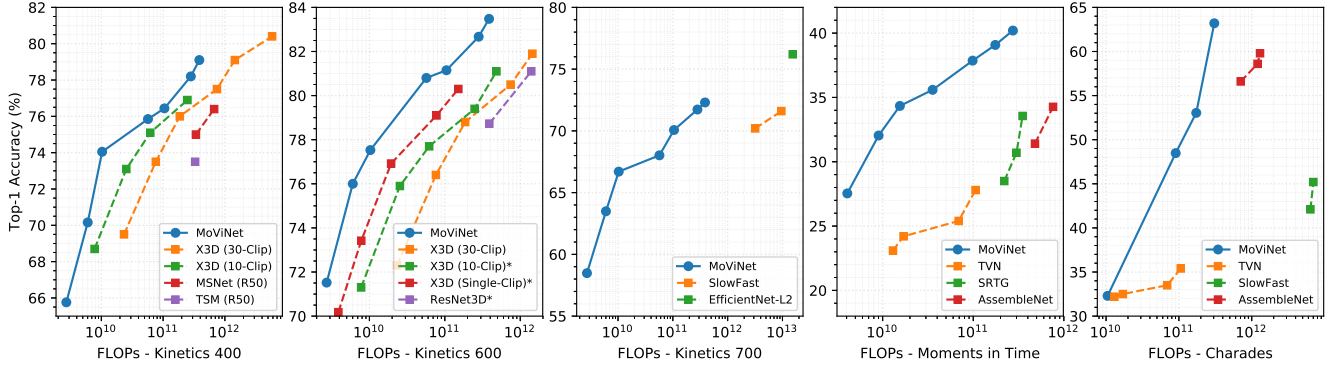 Top-1 Accuracy (%)
82
80
78
76
74
72
70
68
66
10^10
10^11
10^12
FLOPs - Kinetics 400
MoViNet
X3D (30-Clip)
X3D (10-Clip)
MSNet (R50)
TSM (R50)
84
82
80
78
76
74
72
70
10^10
10^11
10^12
FLOPs - Kinetics 600
MoViNet
X3D (30-Clip)
X3D (10-Clip)*
X3D (Single-Clip)*
ResNet3D*
80
75
70
65
60
55
10^10
10^11
10^12
10^13
FLOPs - Kinetics 700
MoViNet
SlowFast
EfficientNet-L2
40
35
30
25
20
10^10
10^11
10^12
FLOPs - Moments in Time
MoViNet
TVN
SRTG
AssembleNet
65
60
55
50
45
40
35
30
10^10
10^11
10^12
FLOPs - Charades
MoViNet
TVN
SlowFast
AssembleNet